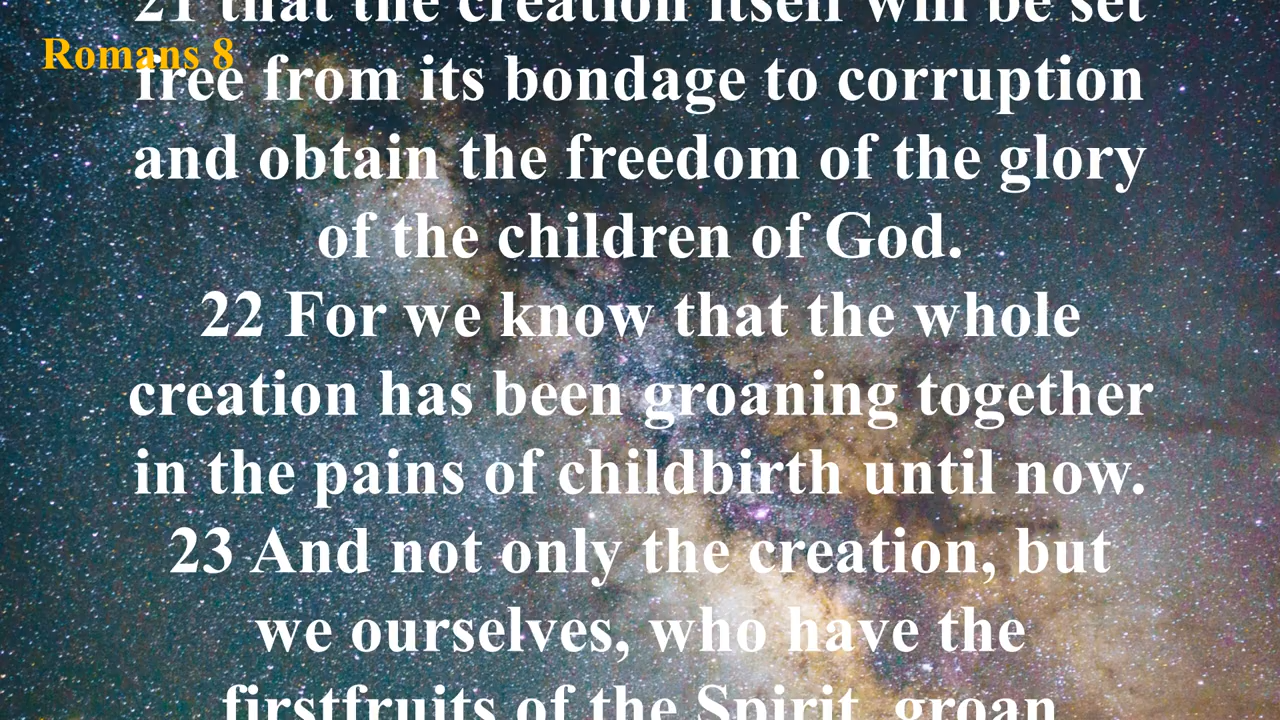 21 that the creation itself will be set
Romans 8
free from its bondage to corruption
and obtain the freedom of the glory
of the children of God.
22 For we know that the whole
creation has been groaning together
in the pains of childbirth until now.
23 And not only the creation, but
we ourselves, who have the
firstfruits of the Spirit, groan